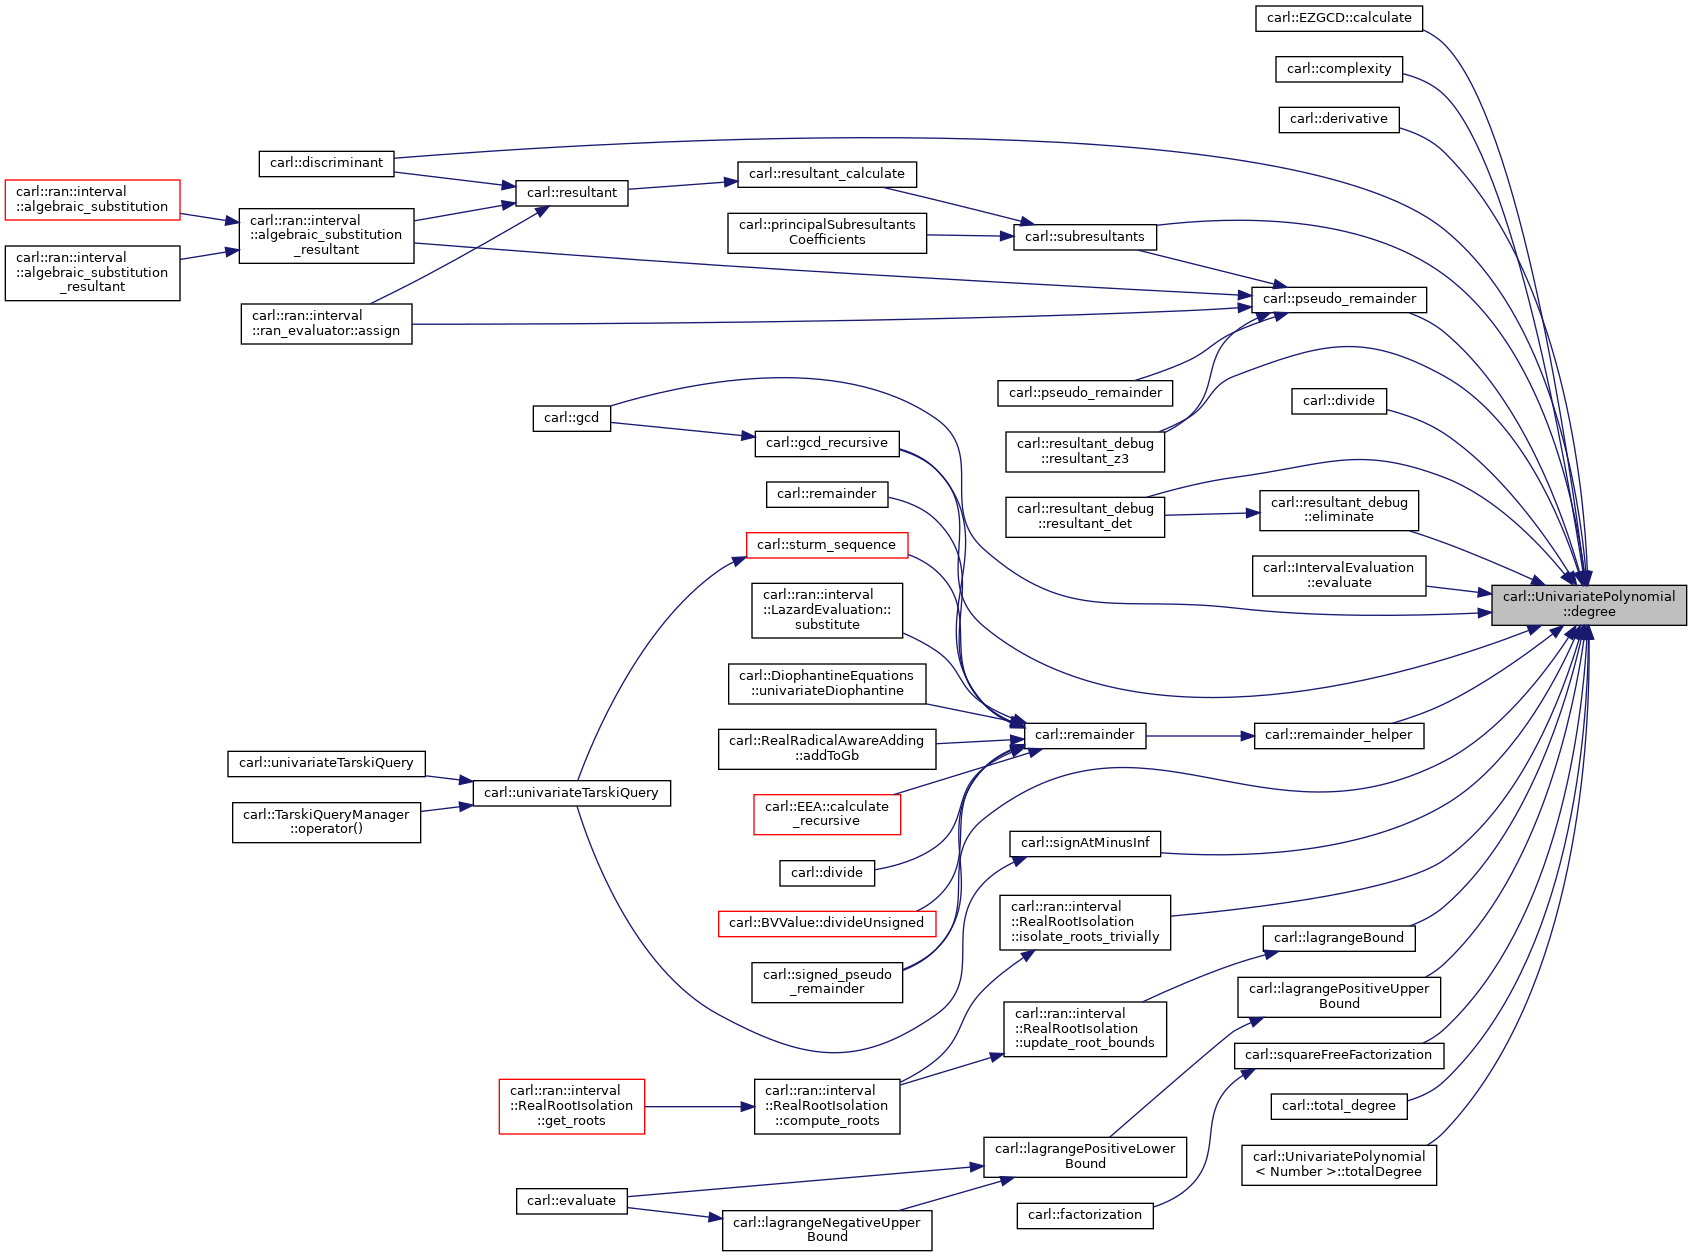 carl::EZGCD::calculate
carl::complexity
carl::derivative
carl::discriminant
carl::resultant_calculate
carl::ran::interval
::algebraic_substitution
carl::resultant
carl::ran::interval
::algebraic_substitution
_resultant
carl::principalSubresultants
Coefficients
carl::subresultants
carl::ran::interval
::algebraic_substitution
_resultant
carl::pseudo_remainder
carl::ran::interval
::ran_evaluator::assign
carl::pseudo_remainder
carl::divide
carl::gcd
carl::gcd_recursive
carl::resultant_debug
::resultant_z3
carl::remainder
carl::resultant_debug
::resultant_det
carl::resultant_debug
::eliminate
carl::sturm_sequence
carl::IntervalEvaluation
::evaluate
carl::ran::interval
::LazardEvaluation::
substitute
carl::UnivariatePolynomial
::degree
carl::DiophantineEquations
::univariateDiophantine
carl::RealRadicalAwareAdding
::addToGb
carl::remainder
carl::remainder_helper
carl::univariateTarskiQuery
carl::univariateTarskiQuery
carl::TarskiQueryManager
::operator()
carl::EEA::calculate
_recursive
carl::signAtMinusInf
carl::divide
carl::BVValue::divideUnsigned
carl::ran::interval
::RealRootIsolation
::isolate_roots_trivially
carl::lagrangeBound
carl::signed_pseudo
_remainder
carl::lagrangePositiveUpper
Bound
carl::ran::interval
::RealRootIsolation
::update_root_bounds
carl::squareFreeFactorization
carl::ran::interval
::RealRootIsolation
::get_roots
carl::ran::interval
::RealRootIsolation
::compute_roots
carl::total_degree
carl::lagrangePositiveLower
Bound
carl::UnivariatePolynomial
< Number >::totalDegree
carl::evaluate
carl::lagrangeNegativeUpper
Bound
carl::factorization